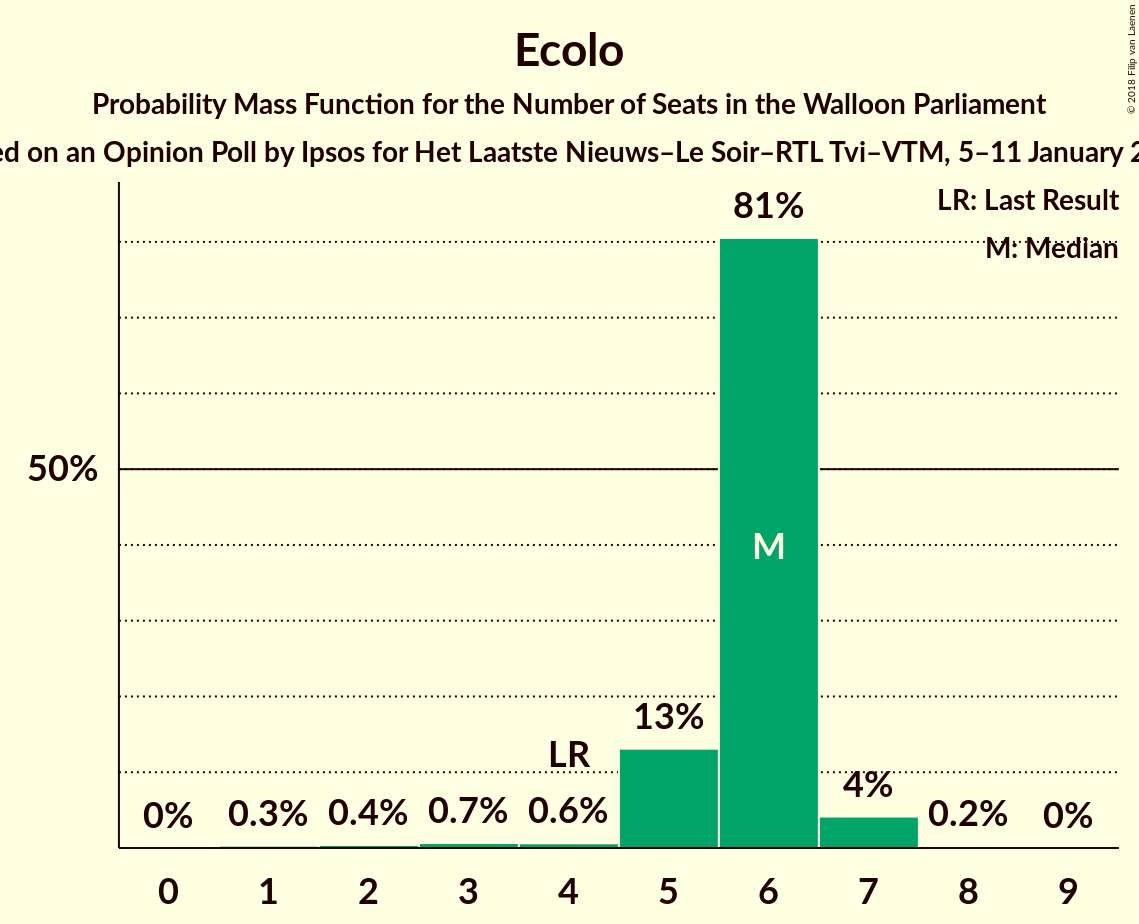 Ecolo
Probability Mass Function for the Number of Seats in the Walloon Parliament
on an Opinion Poll by Ipsos for Het Laatste Nieuws–Le Soir–RTL Tvi–VTM, 5–11 January
© 2018 Filip van Laenen
LR: Last Result
M: Median
81%
50%
M
13%
LR
4%
0% 0.3% 0.4% 0.7% 0.6% 0.2% 0%
0 1 2 3 4 5 6 7 8 9